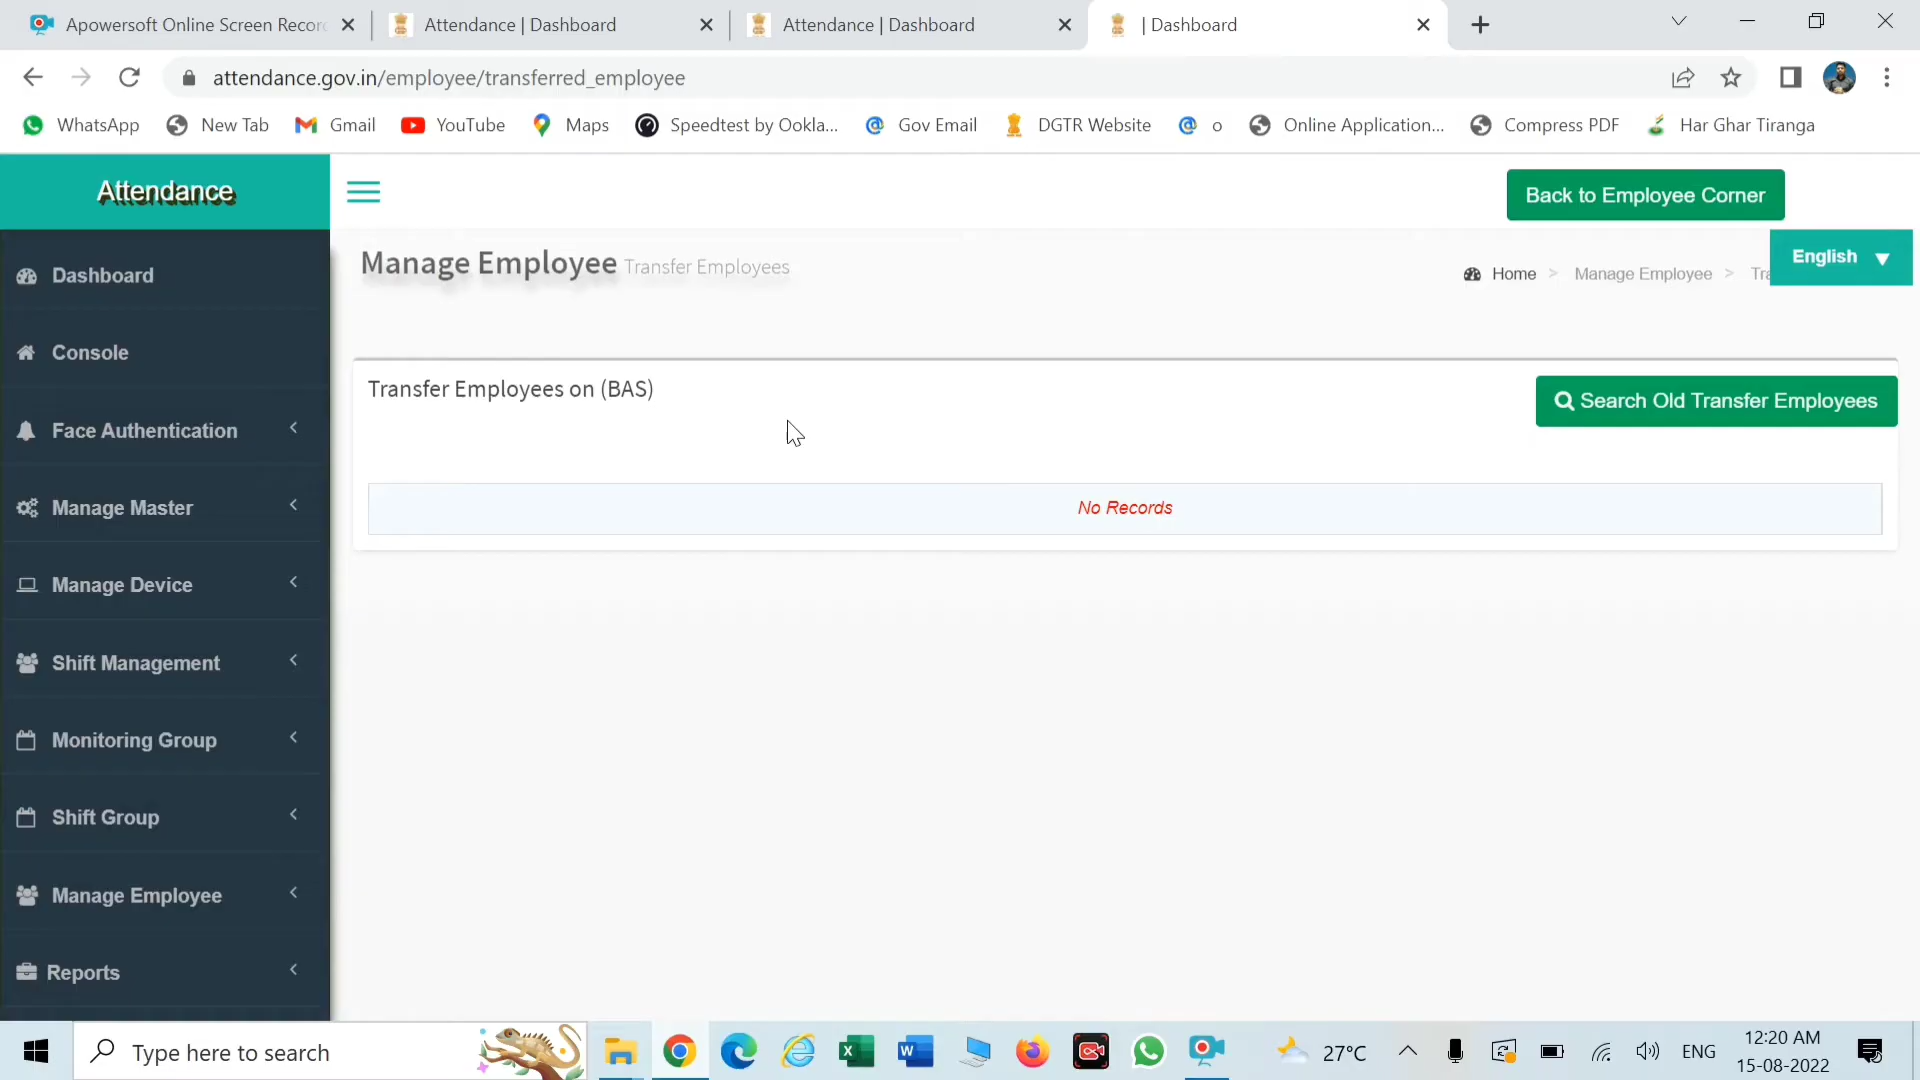 Apowersoft Online Screen Recor
Attendance | Dashboard
Attendance | Dashboard
| Dashboard
attendance.gov.in/employee/transferred_employee
WhatsApp
New Tab
Gmail
YouTube
Maps
Speedtest by Ookla...
Gov Email
DGTR Website
o
Online Application...
Compress PDF
Har Ghar Tiranga
Attendance
Back to Employee Corner
Manage Employee Transfer Employees
Home > Manage Employee > Tra
English
Dashboard
Console
Face Authentication
Manage Master
Manage Device
Shift Management
Monitoring Group
Shift Group
Manage Employee
Reports
Transfer Employees on (BAS)
Search Old Transfer Employees
No Records
Type here to search
27°C
ENG
12:20 AM
15-08-2022